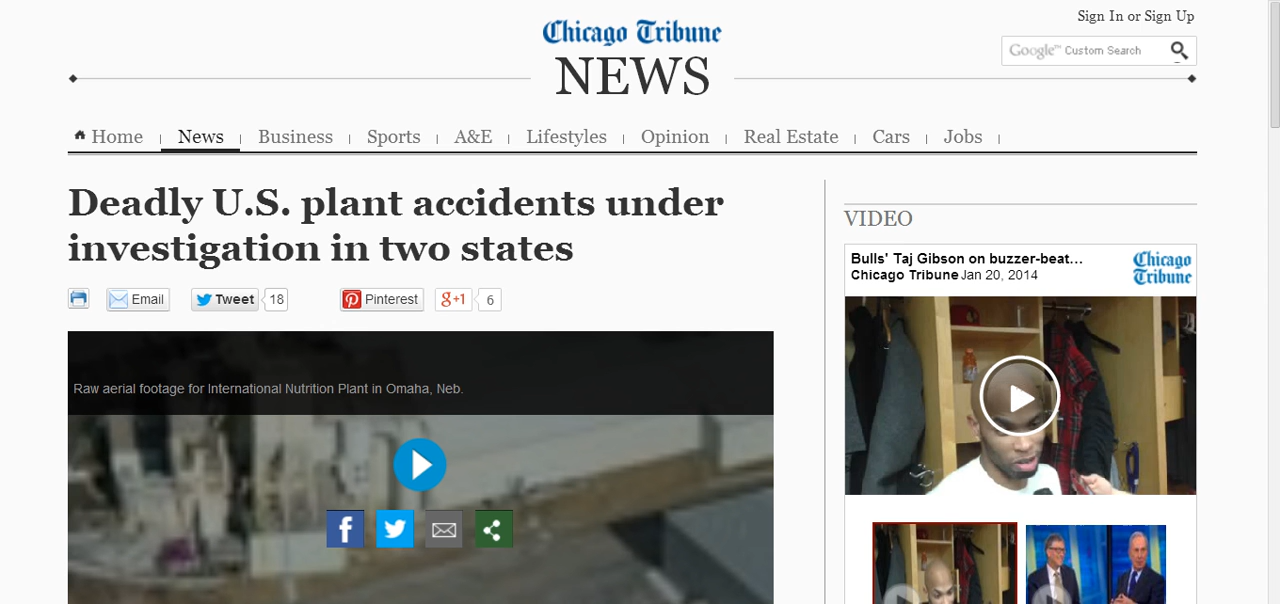 Sign In or Sign Up
Chicago Tribune
NEWS
Google™ Custom Search
Home
News
Business
Sports
A&E
Lifestyles
Opinion
Real Estate
Cars
Jobs
Deadly U.S. plant accidents under
investigation in two states
Email
Tweet
18
Pinterest
g+1
6
Raw aerial footage for International Nutrition Plant in Omaha, Neb.
VIDEO
Bulls' Taj Gibson on buzzer-beat...
Chicago Tribune Jan 20, 2014
Chicago
Tribune